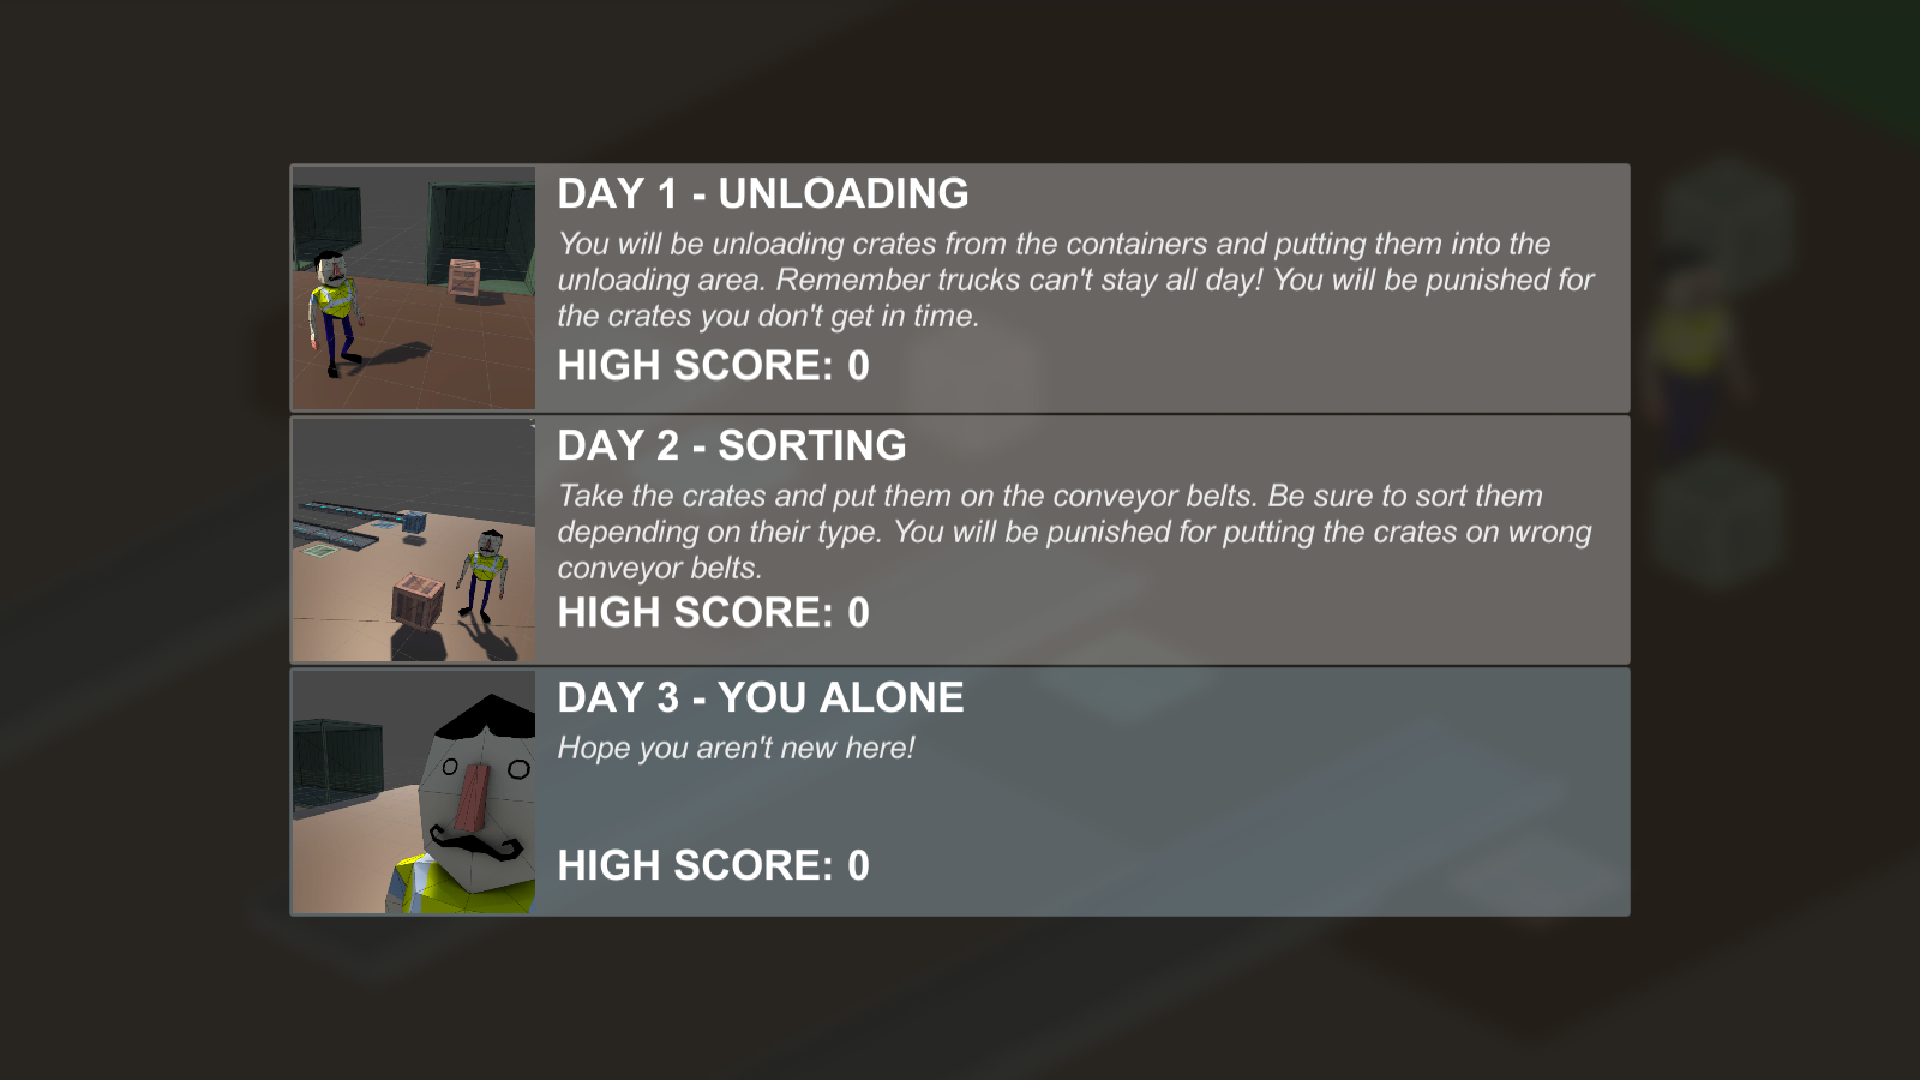 DAY 1 - UNLOADING
You will be unloading crates from the containers and putting them into the
unloading area. Remember trucks can't stay all day! You will be punished for
the crates you don't get in time.
HIGH SCORE: 0
DAY 2 - SORTING
Take the crates and put them on the conveyor belts. Be sure to sort them
depending on their type. You will be punished for putting the crates on wrong
conveyor belts.
HIGH SCORE: 0
DAY 3 - YOU ALONE
Hope you aren't new here!
HIGH SCORE: 0